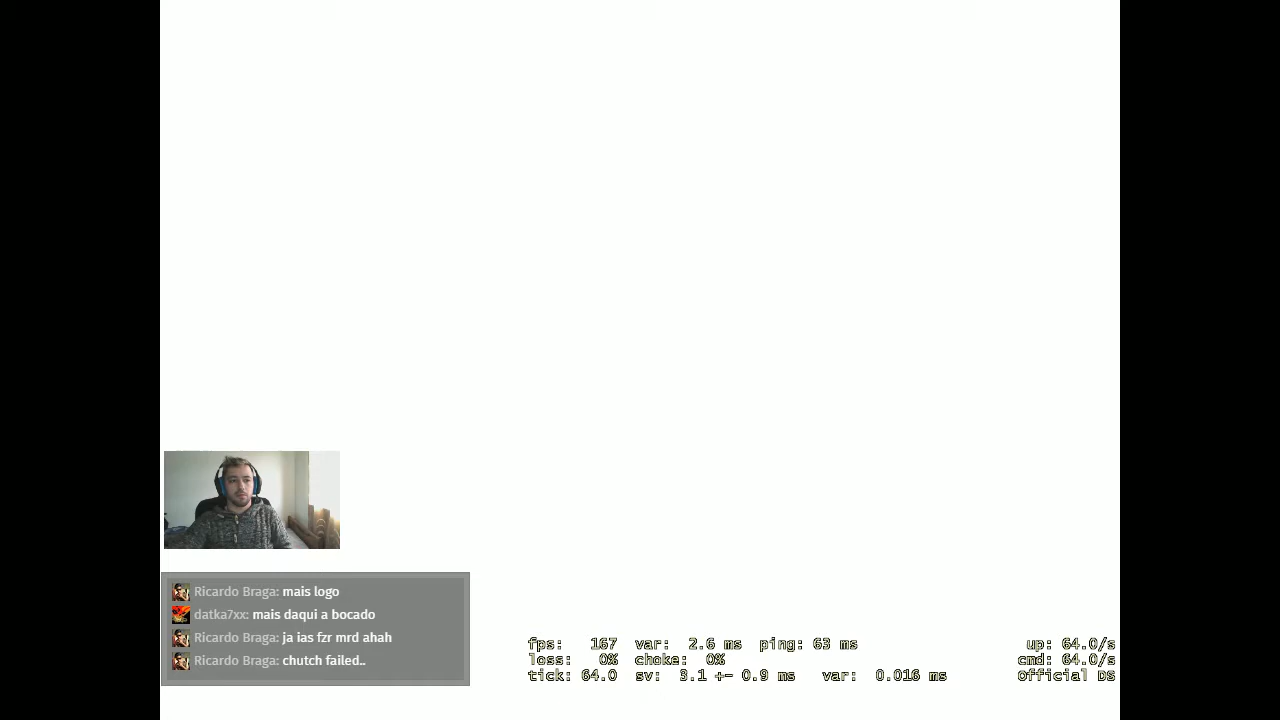 Ricardo Braga: mais logo
datka7xx: mais daqui a bocado
Ricardo Braga: ja ias fzr mrd ahah
Ricardo Braga: chutch failed..
fps: 167 var: 2.6 ms ping: 63 ms up: 64.0/s
loss: 0% choke: 0% cmd: 64.0/s
tick: 64.0 sv: 3.1 +- 0.9 ms var: 0.016 ms Official DS